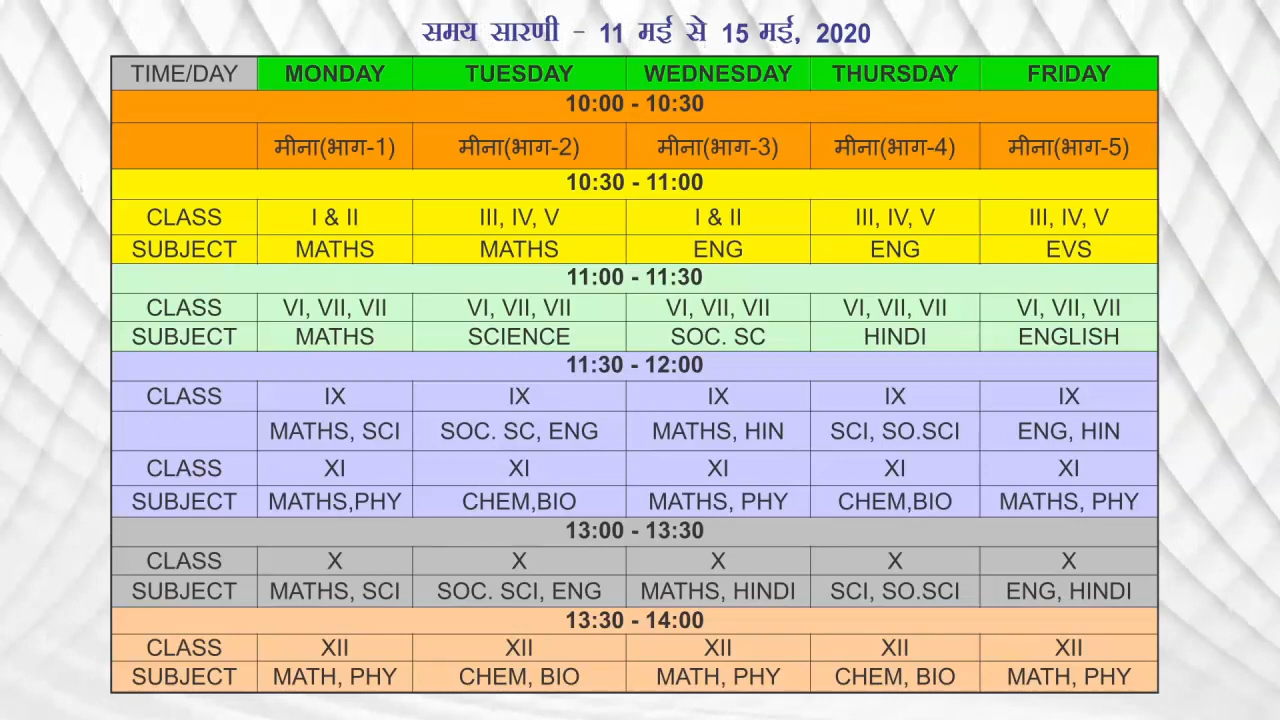 समय सारणी - 11 मई से 15 मई, 2020
TIME/DAY MONDAY TUESDAY WEDNESDAY THURSDAY FRIDAY
10:00 - 10:30
मीना(भाग-1) मीना(भाग-2) मीना(भाग-3) मीना(भाग-4) मीना(भाग-5)
10:30 - 11:00
CLASS I & II III, IV, V I & II III, IV, V III, IV, V
SUBJECT MATHS MATHS ENG ENG EVS
11:00 - 11:30
CLASS VI, VII, VII VI, VII, VII VI, VII, VII VI, VII, VII VI, VII, VII
SUBJECT MATHS SCIENCE SOC. SC HINDI ENGLISH
11:30 - 12:00
CLASS IX IX IX IX IX
MATHS, SCI SOC. SC, ENG MATHS, HIN SCI, SO.SCI ENG, HIN
CLASS XI XI XI XI XI
SUBJECT MATHS,PHY CHEM,BIO MATHS, PHY CHEM,BIO MATHS, PHY
13:00 - 13:30
CLASS X X X X X
SUBJECT MATHS, SCI SOC. SCI, ENG MATHS, HINDI SCI, SO.SCI ENG, HINDI
13:30 - 14:00
CLASS XII XII XII XII XII
SUBJECT MATH, PHY CHEM, BIO MATH, PHY CHEM, BIO MATH, PHY